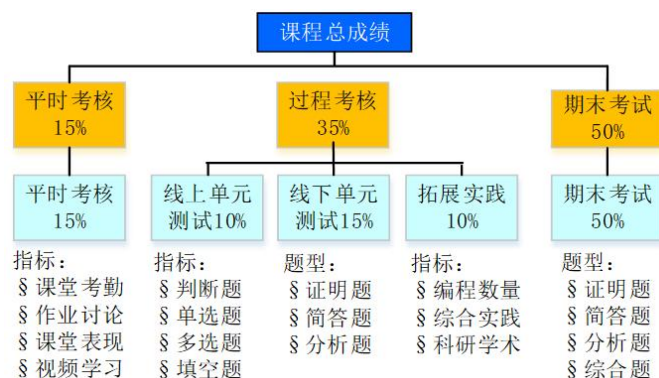 课程总成绩
平时考核
15%
过程考核
35%
期末考试
50%
平时考核
15%
线上单元
测试10%
线下单元
测试15%
拓展实践
10%
期末考试
50%
指标：
§课堂考勤
§作业讨论
§课堂表现
§视频学习
指标：
§判断题
§单选题
§多选题
§填空题
题型：
§证明题
§简答题
§分析题
指标：
§编程数量
§综合实践
§科研学术
题型：
§证明题
§简答题
§分析题
§综合题